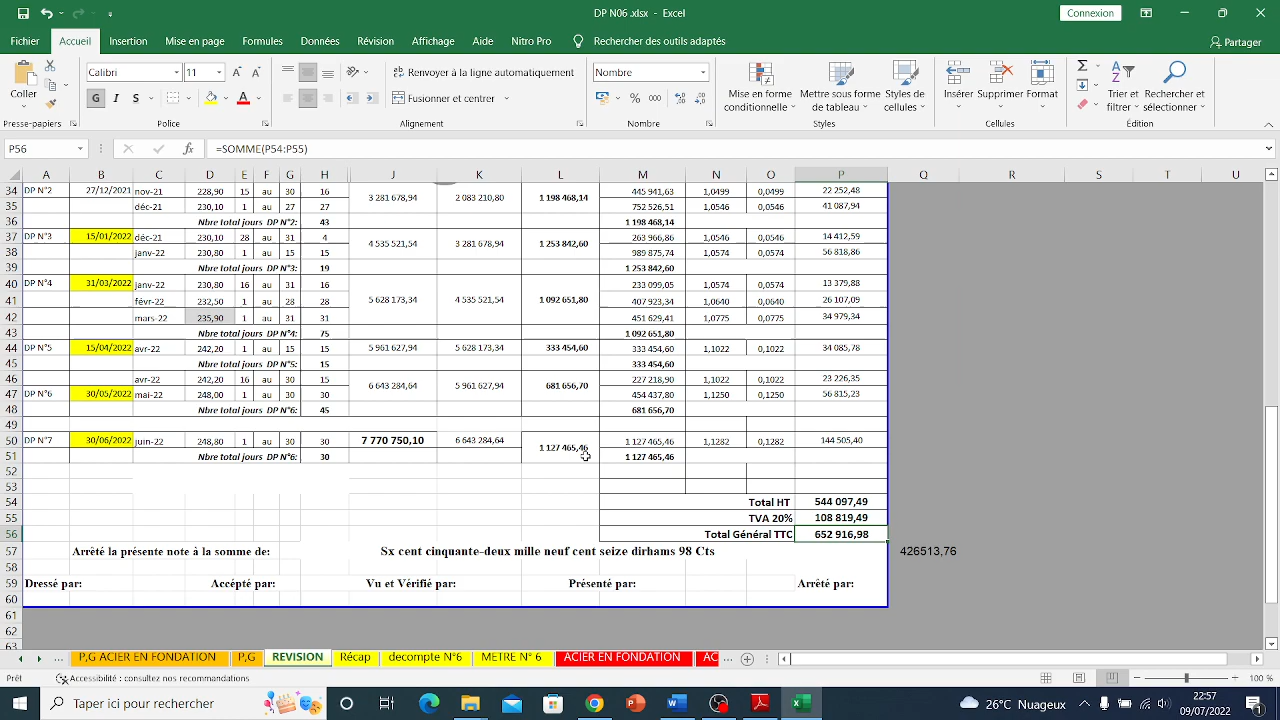 DP N06 .xlsx - Excel
Connexion
Fichier Accueil Insertion Mise en page Formules Données Révision Affichage Aide Nitro Pro Rechercher des outils adaptés Partager
Coller
Calibri 11
Renvoyer à la ligne automatiquement
Nombre
G I S
Fusionner et centrer
% 000
Mise en forme conditionnelle Mettre sous forme de tableau Styles de cellules
Insérer Supprimer Format
Trier et filtrer Rechercher et sélectionner
Presse-papiers Police Alignement Nombre Styles Cellules Édition
P56 =SOMME(P54:P55)
A B C D E F G H J K L M N O P Q R S T U
34 DP N°2 27/12/2021 nov-21 228,90 15 au 30 16 3 281 678,94 2 083 210,80 1 198 468,14 445 941,63 1,0499 0,0499 22 252,48
35 déc-21 230,10 1 au 27 27 752 526,51 1,0546 0,0546 41 087,94
36 Nbre total jours DP N°2: 43 1 198 468,14
37 DP N°3 15/01/2022 déc-21 230,10 28 au 31 4 4 535 521,54 3 281 678,94 1 253 842,60 263 966,86 1,0546 0,0546 14 412,59
38 janv-22 230,80 1 au 15 15 989 875,74 1,0574 0,0574 56 818,86
39 Nbre total jours DP N°3: 19 1 253 842,60
40 DP N°4 31/03/2022 janv-22 230,80 16 au 31 16 5 628 173,34 4 535 521,54 1 092 651,80 233 099,05 1,0574 0,0574 13 379,88
41 févr-22 232,50 1 au 28 28 407 923,34 1,0640 0,0640 26 107,09
42 mars-22 235,90 1 au 31 31 451 629,41 1,0775 0,0775 34 979,34
43 Nbre total jours DP N°4: 75 1 092 651,80
44 DP N°5 15/04/2022 avr-22 242,20 1 au 15 15 5 961 627,94 5 628 173,34 333 454,60 333 454,60 1,1022 0,1022 34 085,78
45 Nbre total jours DP N°5: 15 333 454,60
46 avr-22 242,20 16 au 30 15 6 643 284,64 5 961 627,94 681 656,70 227 218,90 1,1022 0,1022 23 226,35
47 DP N°6 30/05/2022 mai-22 248,00 1 au 30 30 454 437,80 1,1250 0,1250 56 815,23
48 Nbre total jours DP N°6: 45 681 656,70
49
50 DP N°7 30/06/2022 juin-22 248,80 1 au 30 30 7 770 750,10 6 643 284,64 1 127 465,46 1 127 465,46 1,1282 0,1282 144 505,40
51 Nbre total jours DP N°6: 30 1 127 465,46
52
53
54 Total HT 544 097,49
55 TVA 20% 108 819,49
56 Total Général TTC 652 916,98
57 Arrêté la présente note à la somme de: Sx cent cinquante-deux mille neuf cent seize dirhams 98 Cts 426513,76
58
59 Dressé par: Accépté par: Vu et Vérifié par: Présenté par: Arrêté par:
60
61
62
63
... P,G ACIER EN FONDATION P,G REVISION Récap decompte N°6 METRE N° 6 ACIER EN FONDATION AC ...
Prêt Accessibilité : consultez nos recommandations 100 %
Taper ici pour rechercher 26°C Nuageux 22:57
09/07/2022